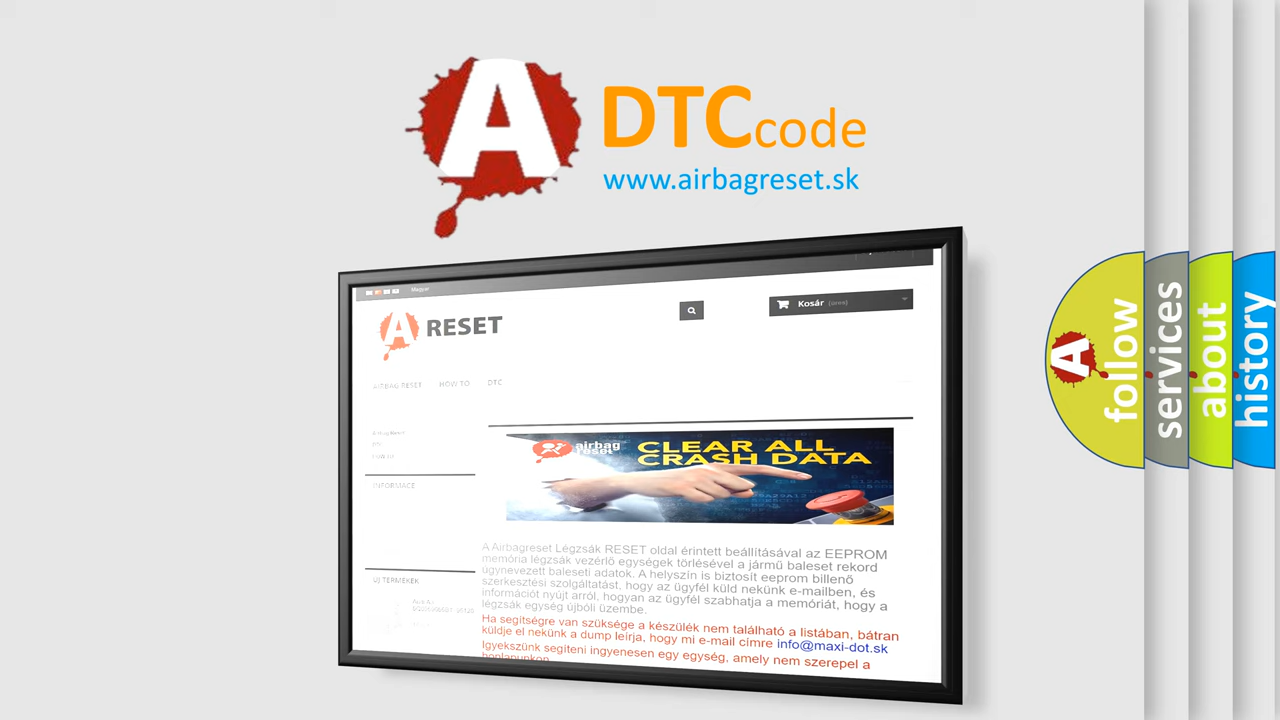 A DTC code
www.airbagreset.sk
Magyar
A RESET
Kosár (üres)
AIRBAG RESET HOW TO DTC
INFORMACE
airbag reset CLEAR ALL
CRASH DATA
A Airbagreset Légzsák RESET oldal érintett beállításával az EEPROM
memória légzsák vezérlő egységek törlésével a jármű baleset rekord
úgynevezett baleseti adatok. A helyszín is biztosít eeprom billenő
szerkesztési szolgáltatást, hogy az ügyfél küld nekünk e-mailben, és
információt nyújt arról, hogyan az ügyfél szabhatja a memóriát, hogy a
légzsák egység újbóli üzembe.
Ha segítségre van szüksége a készülék nem található a listában, bátran
küldje el nekünk a dump leírja, hogy mi e-mail címre info@maxi-dot.sk
Igyekszünk segíteni ingyenesen egy egység, amely nem szerepel a
honlapunkon
ÚJ TERMÉKEK
A follow
services
about
history